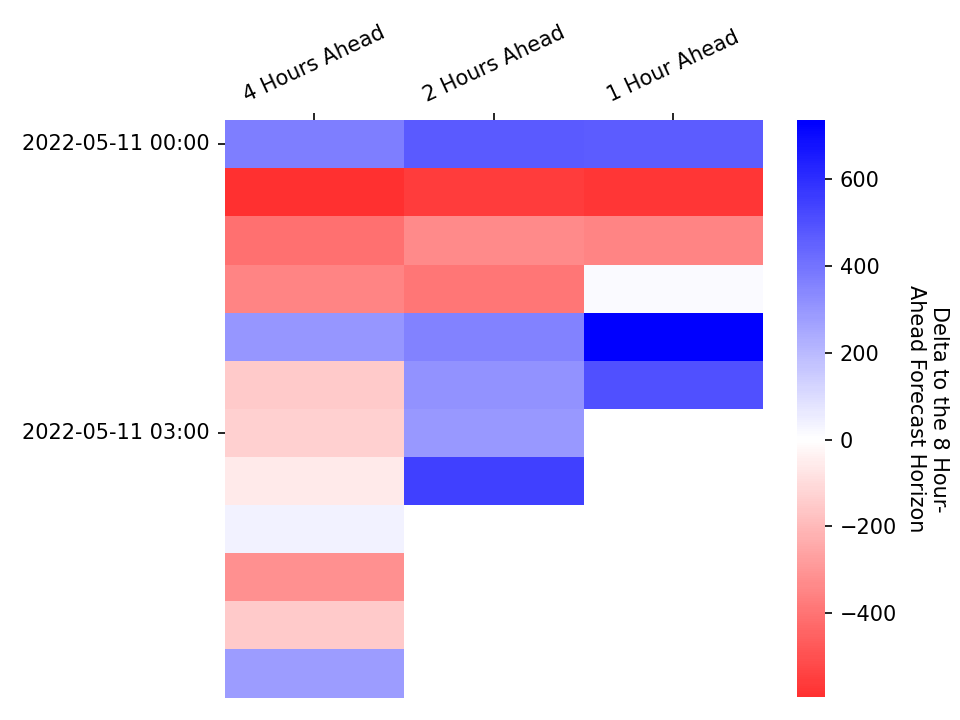 4 Hours Ahead
2 Hours Ahead
1 Hour Ahead
2022-05-11 00:00
2022-05-11 03:00
600
400
200
0
−200
−400
Delta to the 8 Hour-
Ahead Forecast Horizon